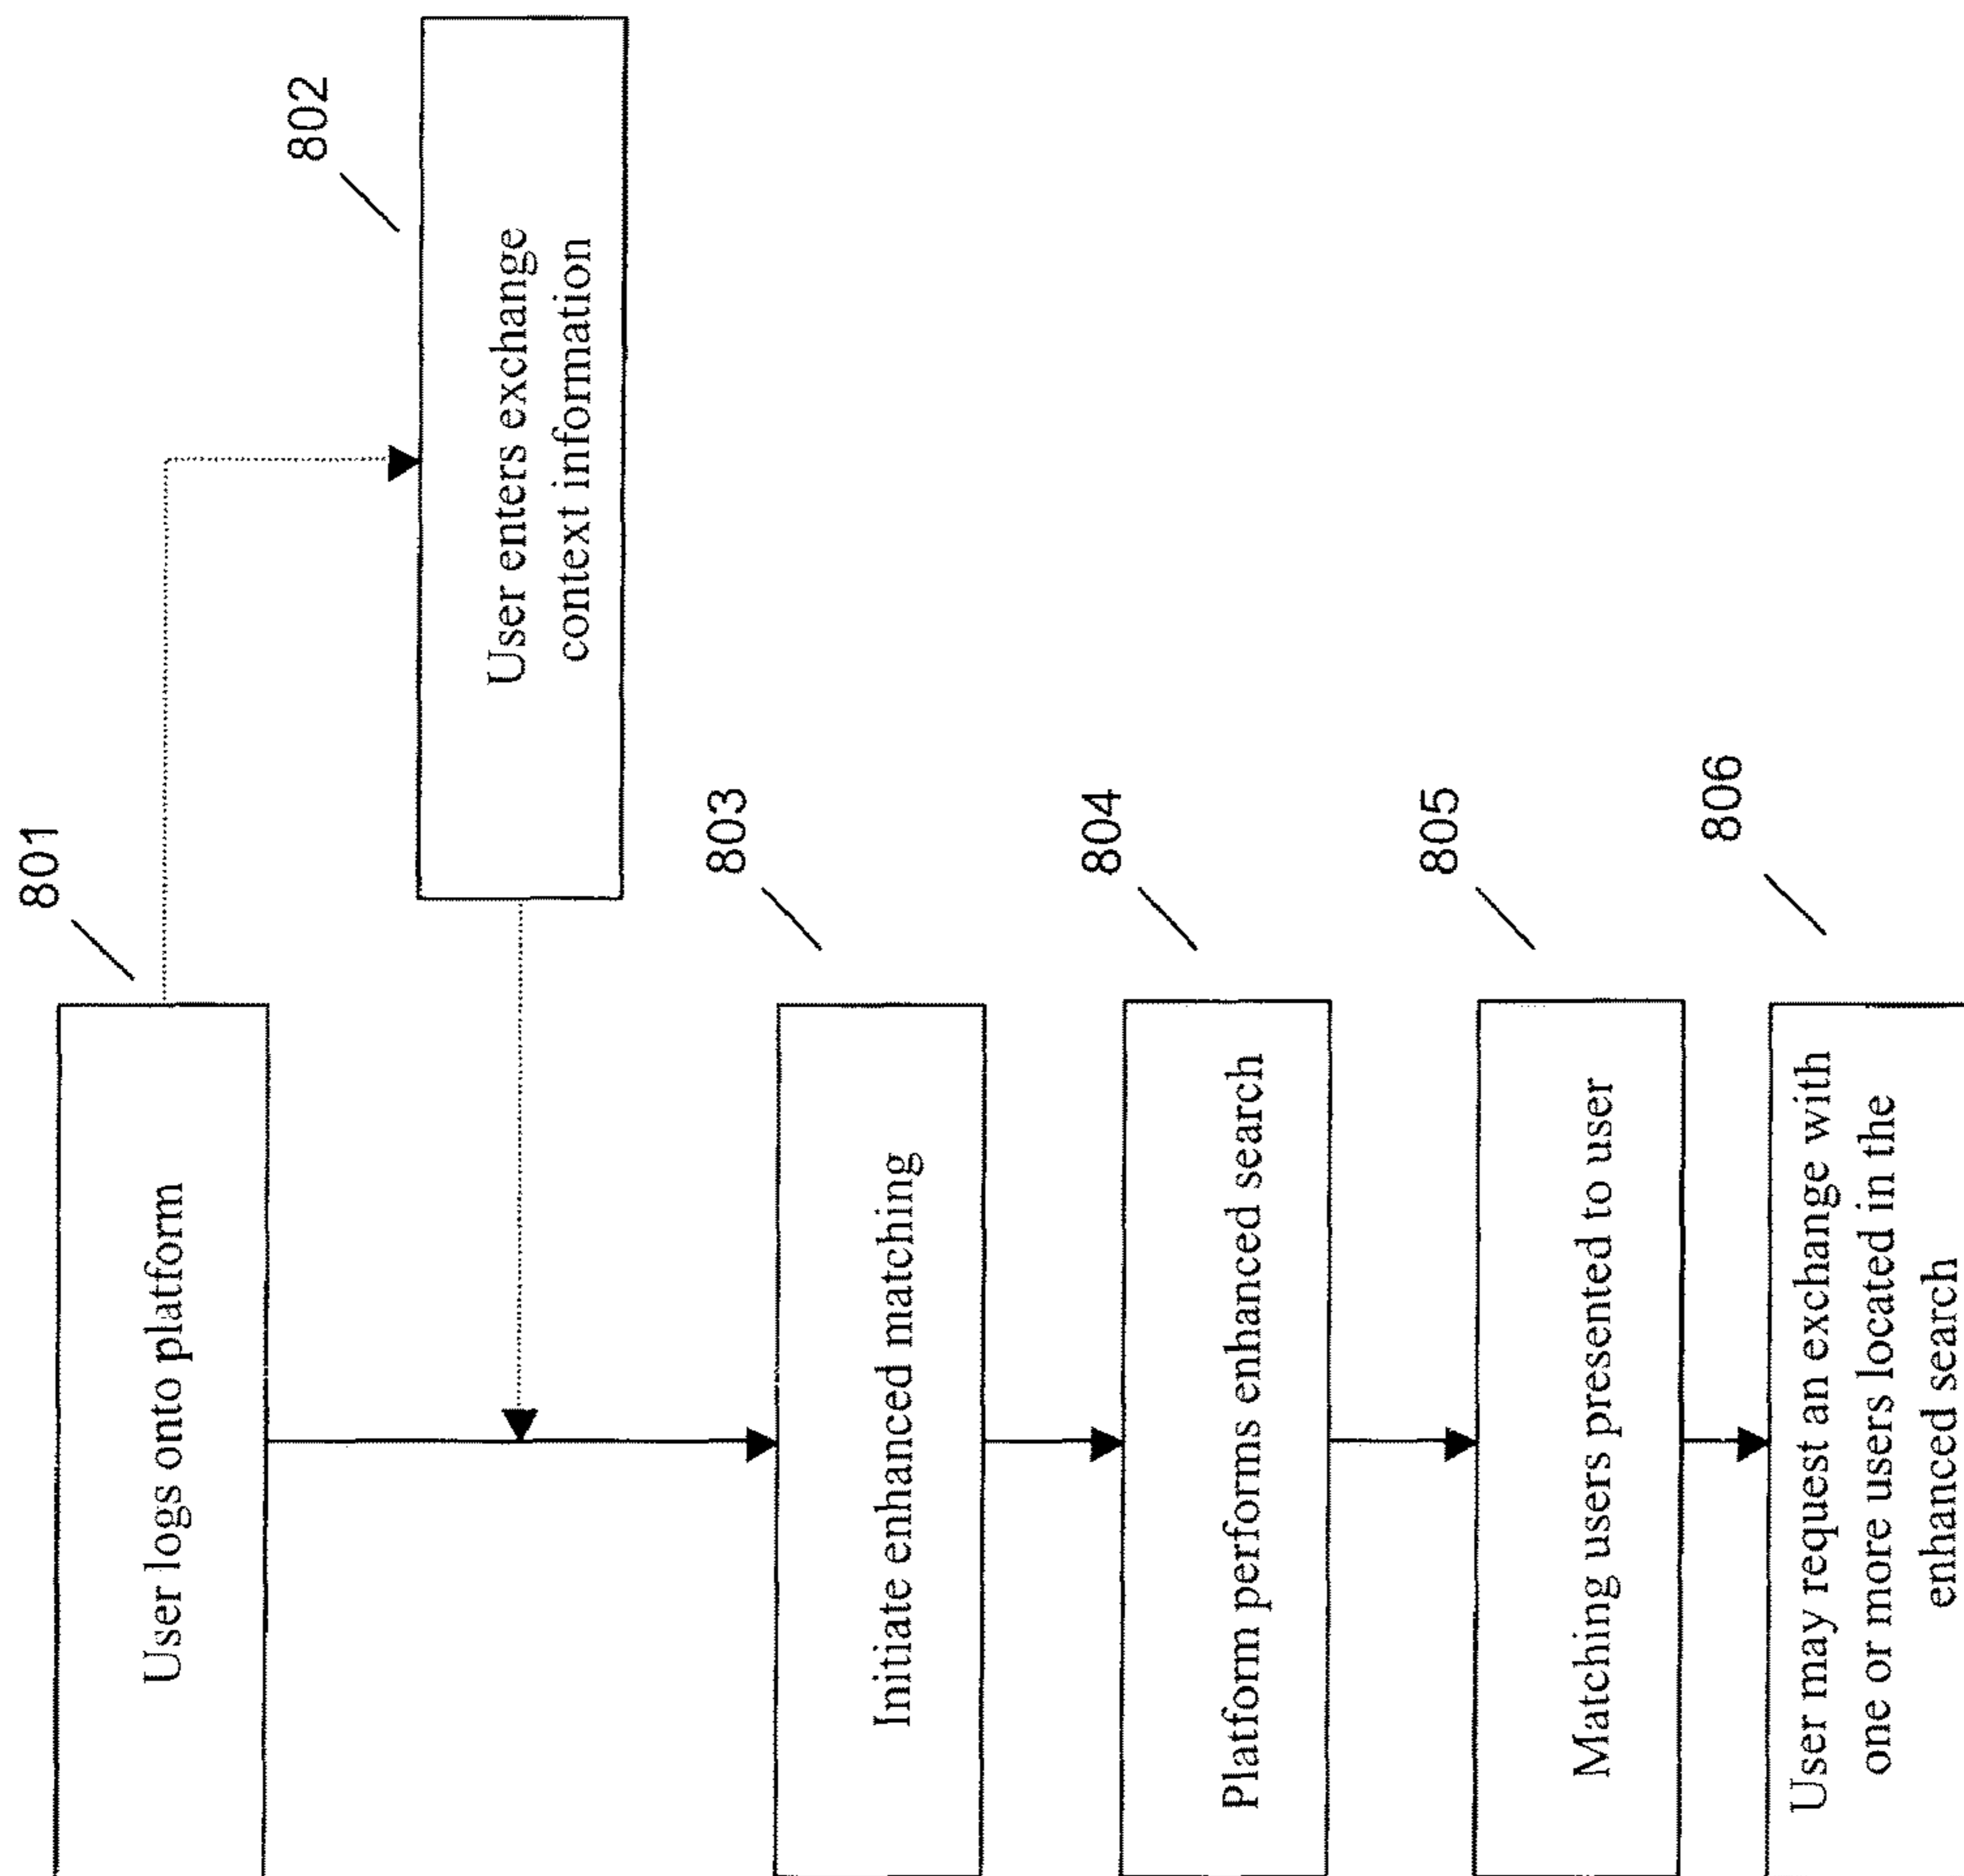 801
User logs onto platform
802
User enters exchange
context information
803
Initiate enhanced matching
804
Platform performs enhanced search
805
Matching users presented to user
806
User may request an exchange with
one or more users located in the
enhanced search